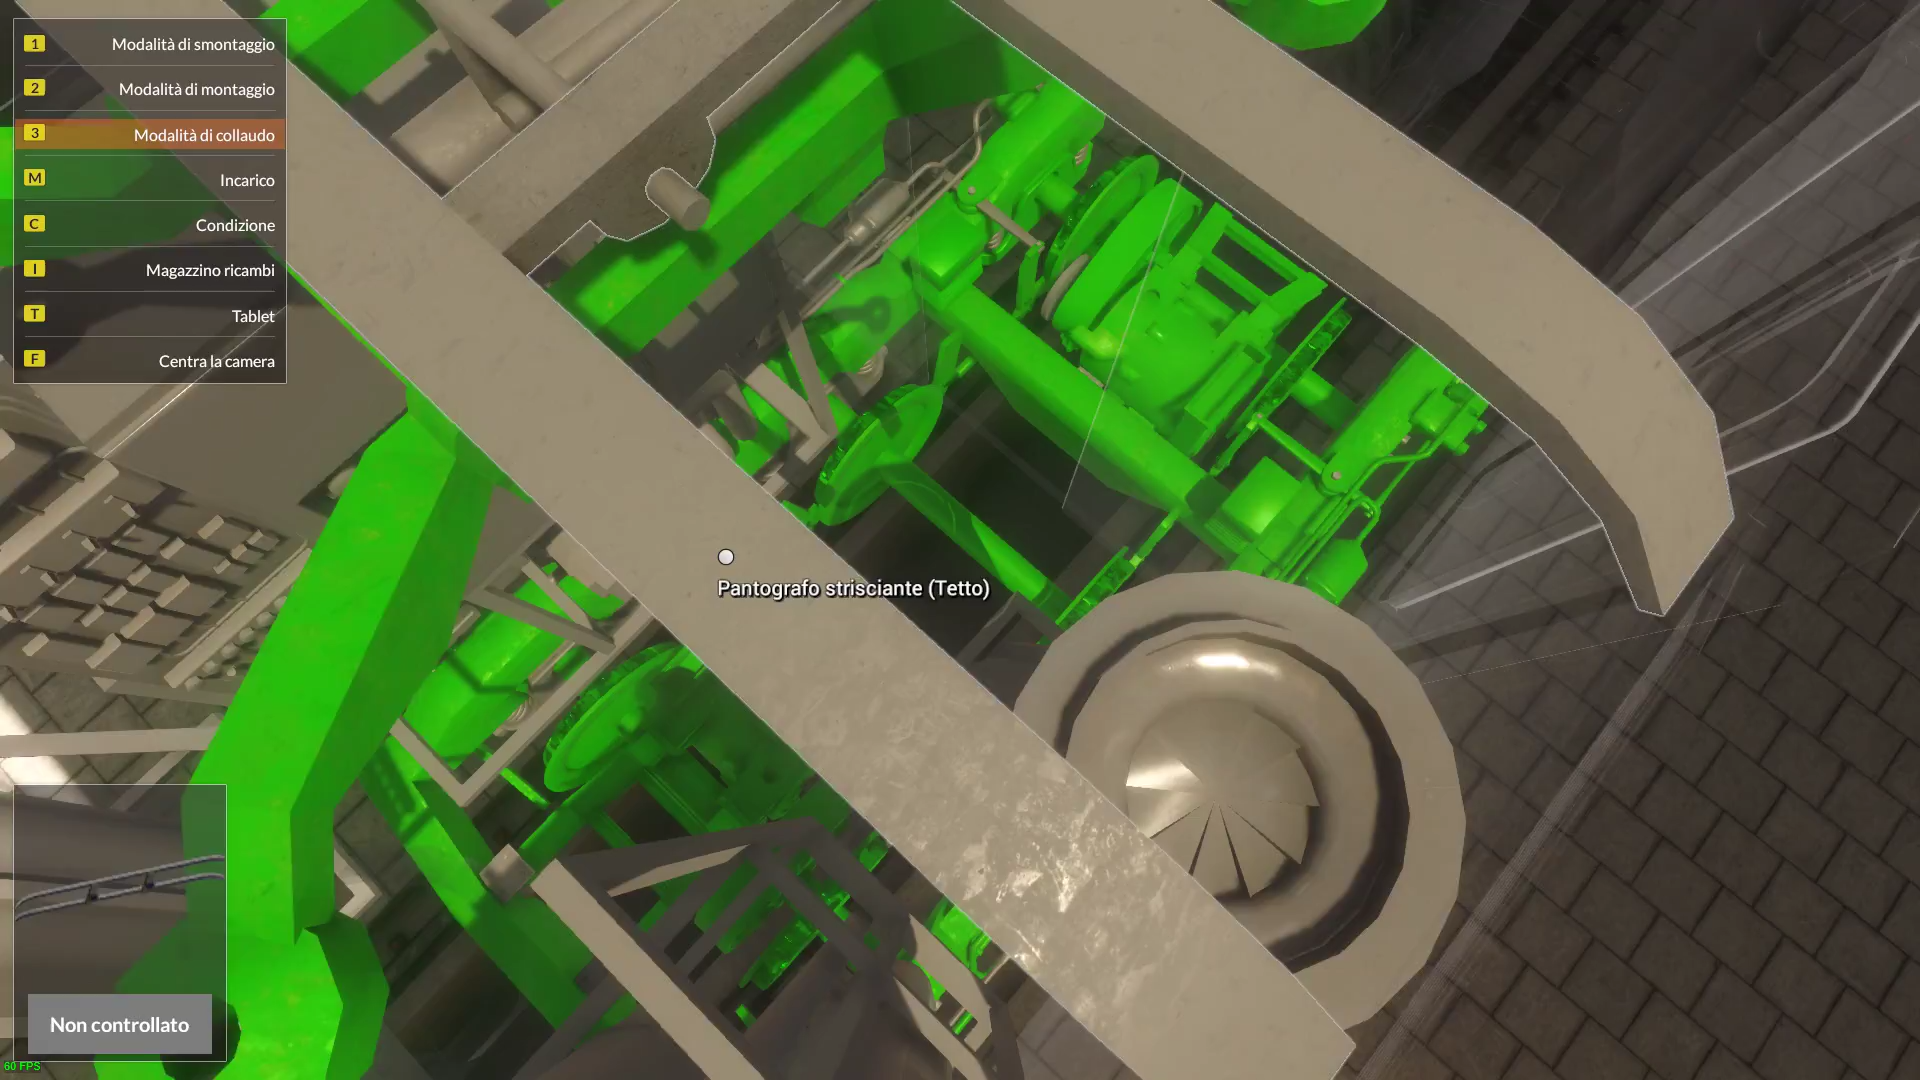 1 Modalità di smontaggio
2 Modalità di montaggio
3 Modalità di collaudo
M Incarico
C Condizione
I Magazzino ricambi
T Tablet
F Centra la camera
Pantografo strisciante (Tetto)
Non controllato
60 FPS